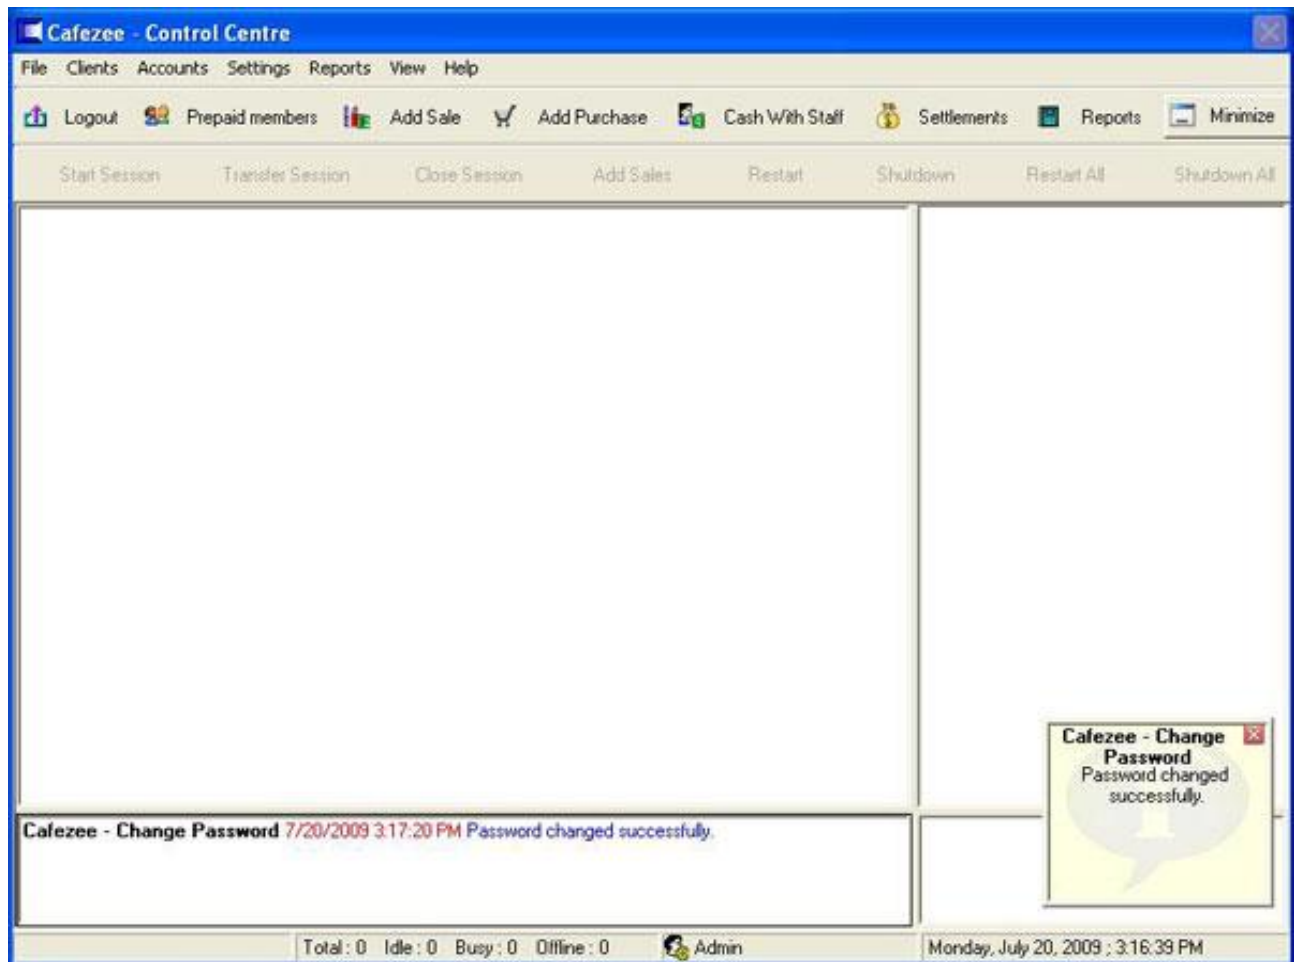 Cafezee - Control Centre
File Clients Accounts Settings Reports View Help
Logout Prepaid members Add Sale Add Purchase Cash With Staff Settlements Reports Minimize
Start Session Transfer Session Close Session Add Sales Restart Shutdown Restart All Shutdown All
Cafezee - Change
Password
Password changed
successfully.
Cafezee - Change Password 7/20/2009 3:17:20 PM Password changed successfully.
Total : 0 Idle : 0 Busy : 0 Offline : 0 Admin Monday, July 20, 2009 ; 3:16:39 PM